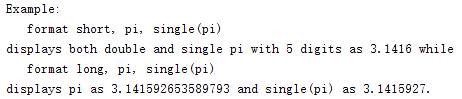 Example:
format short, pi, single(pi)
displays both double and single pi with 5 digits as 3.1416 while
format long, pi, single(pi)
displays pi as 3.141592653589793 and single(pi) as 3.1415927.